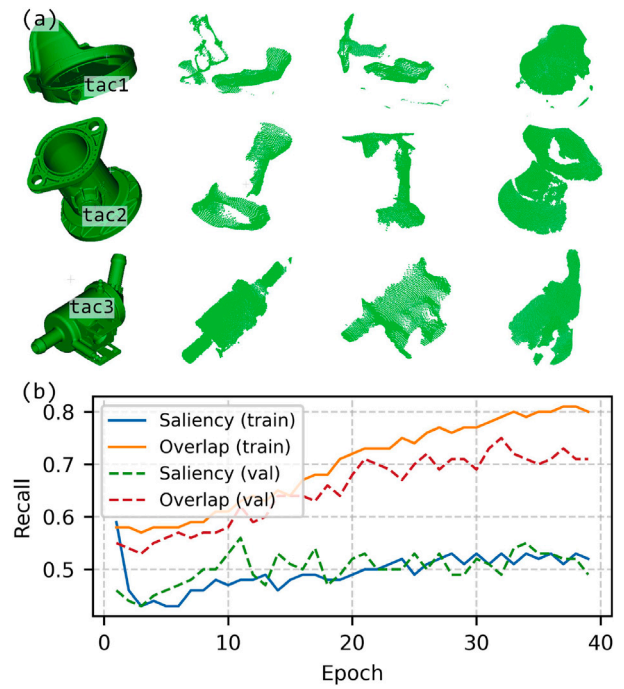 (a)
tac1
tac2
tac3
(b)
0.8
0.7
0.6
0.5
Recall
Saliency (train)
Overlap (train)
Saliency (val)
Overlap (val)
0 10 20 30 40
Epoch